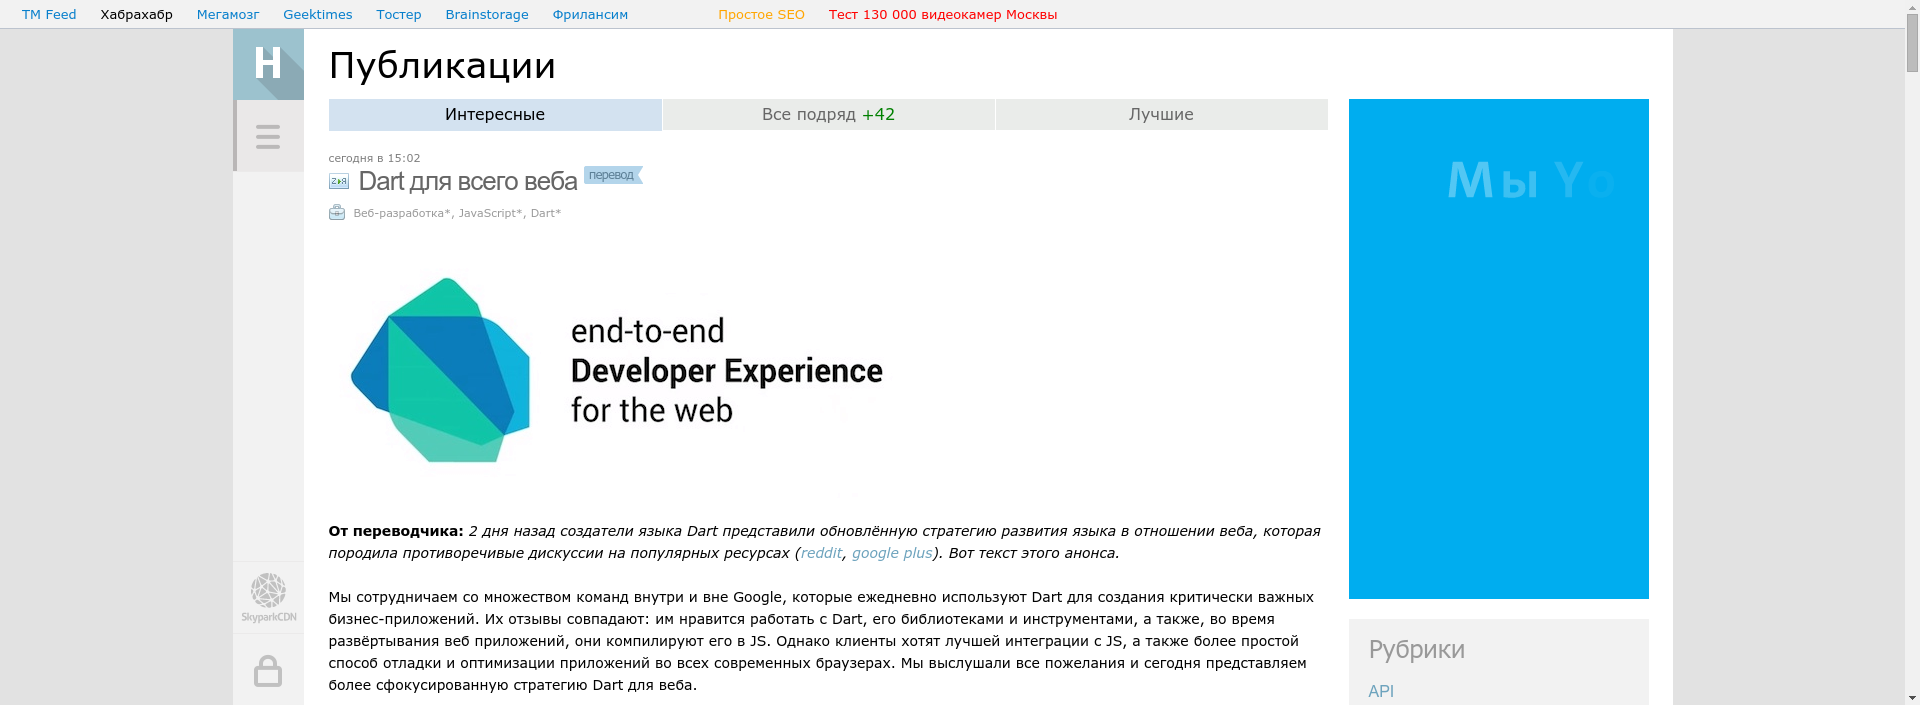 TM Feed Хабрахабр Мегамозг Geektimes Тостер Brainstorage Фрилансим Простое SEO Тест 130 000 видеокамер Москвы
H
Публикации
Интересные Все подряд +42 Лучшие
сегодня в 15:02
Dart для всего веба перевод
Веб-разработка*, JavaScript*, Dart*
Мы Yo
end-to-end
Developer Experience
for the web
От переводчика: 2 дня назад создатели языка Dart представили обновлённую стратегию развития языка в отношении веба, которая
породила противоречивые дискуссии на популярных ресурсах (reddit, google plus). Вот текст этого анонса.
Мы сотрудничаем со множеством команд внутри и вне Google, которые ежедневно используют Dart для создания критически важных
бизнес-приложений. Их отзывы совпадают: им нравится работать с Dart, его библиотеками и инструментами, а также, во время
развёртывания веб приложений, они компилируют его в JS. Однако клиенты хотят лучшей интеграции с JS, а также более простой
способ отладки и оптимизации приложений во всех современных браузерах. Мы выслушали все пожелания и сегодня представляем
более сфокусированную стратегию Dart для веба.
SkyparkCDN
Рубрики
API